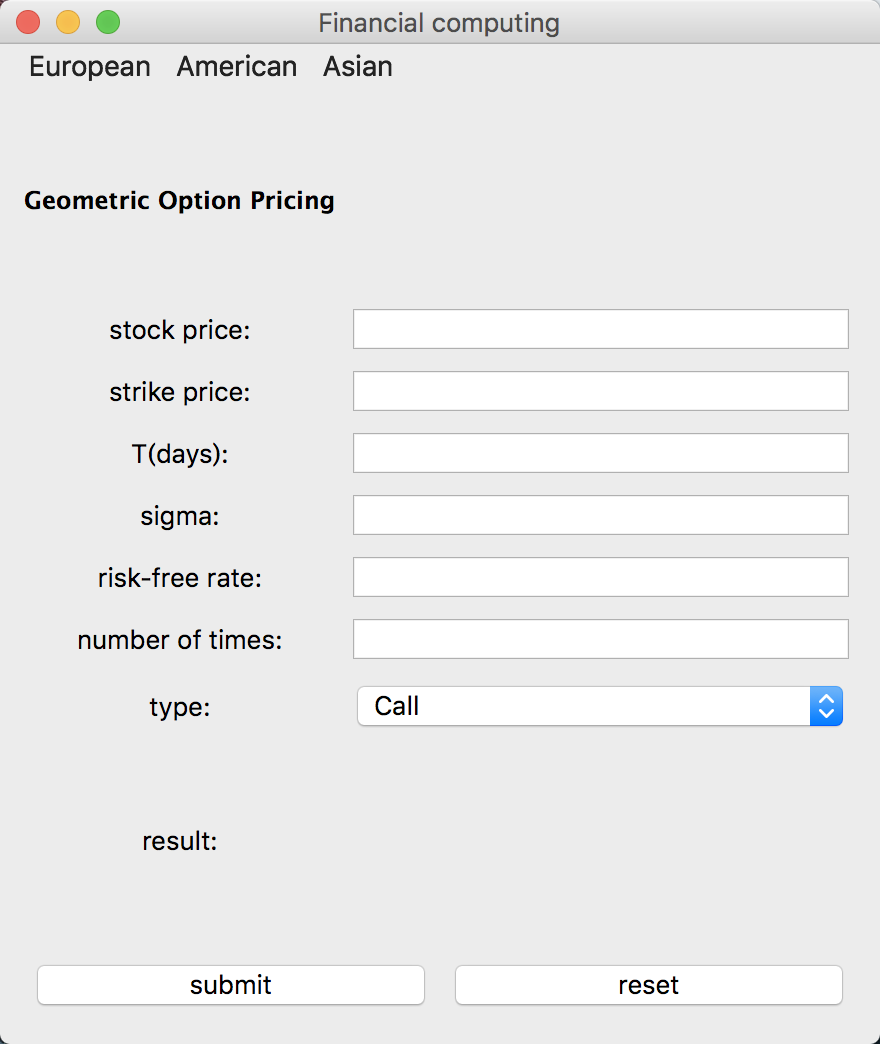 Financial computing
European American Asian
Geometric Option Pricing
stock price:
strike price:
T(days):
sigma:
risk-free rate:
number of times:
type: Call
result:
submit reset